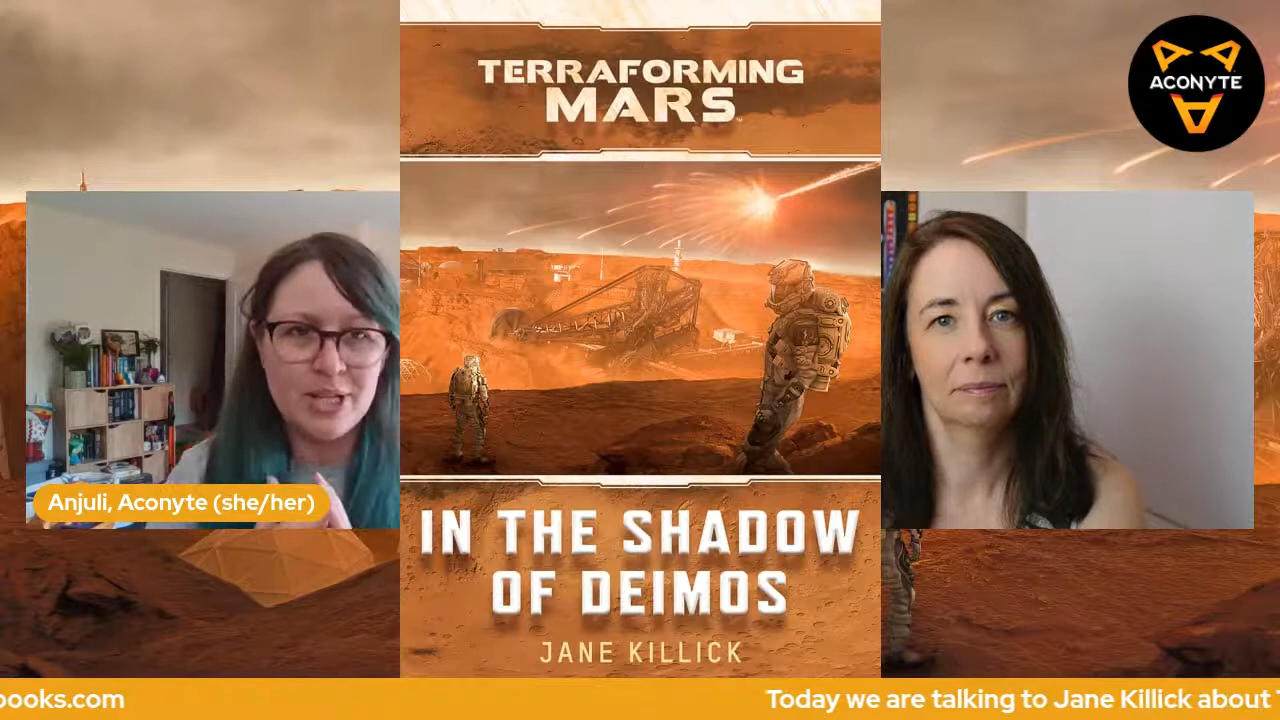 TERRAFORMING
MARS
ACONYTE
Anjuli, Aconyte (she/her)
IN THE SHADOW
OF DEIMOS
JANE KILLICK
books.com
Today we are talking to Jane Killick about